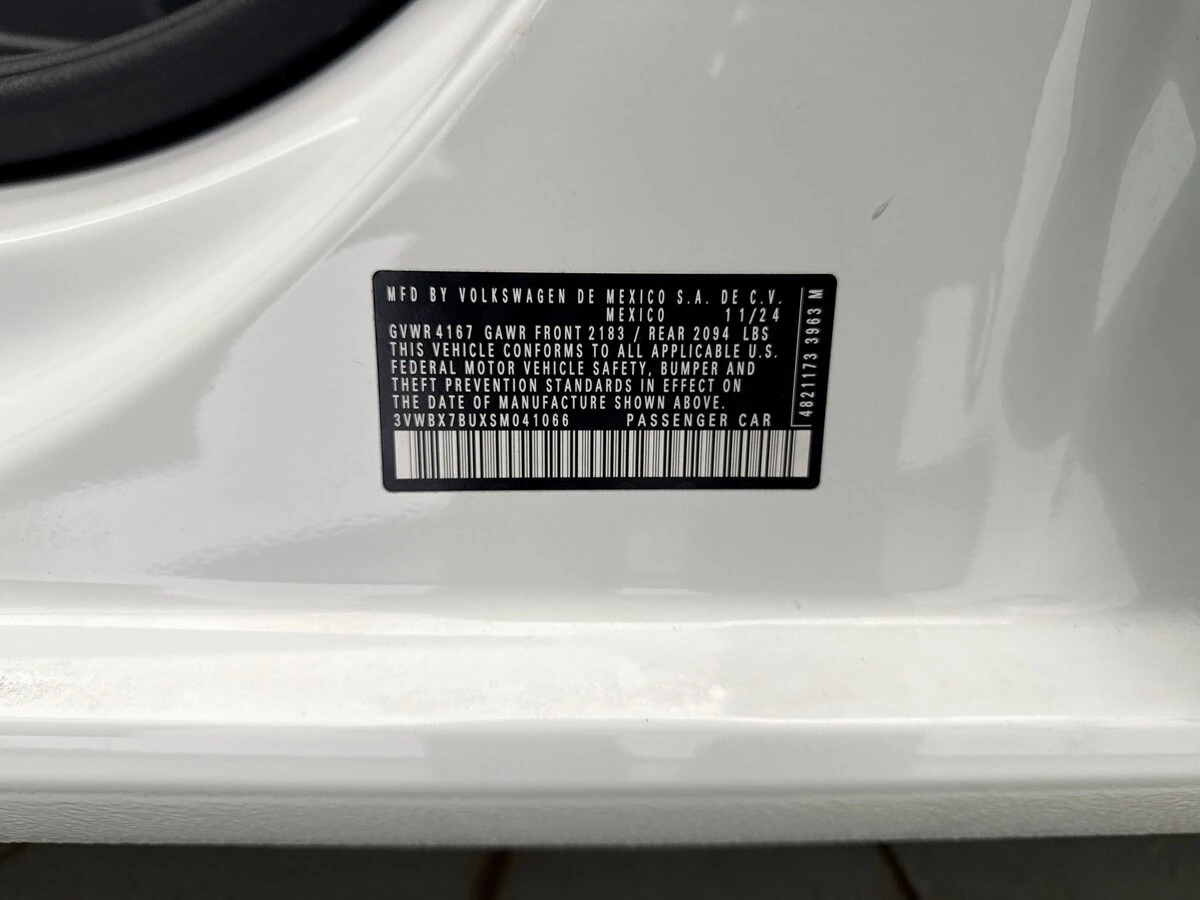 MFD BY VOLKSWAGEN DE MEXICO S.A. DE C.V.
MEXICO 11/24
GVWR 4167 GAWR FRONT 2183 / REAR 2094 LBS
THIS VEHICLE CONFORMS TO ALL APPLICABLE U.S.
FEDERAL MOTOR VEHICLE SAFETY, BUMPER AND
THEFT PREVENTION STANDARDS IN EFFECT ON
THE DATE OF MANUFACTURE SHOWN ABOVE.
3VWBX7BUXSM041066 PASSENGER CAR
4821173 3963 M